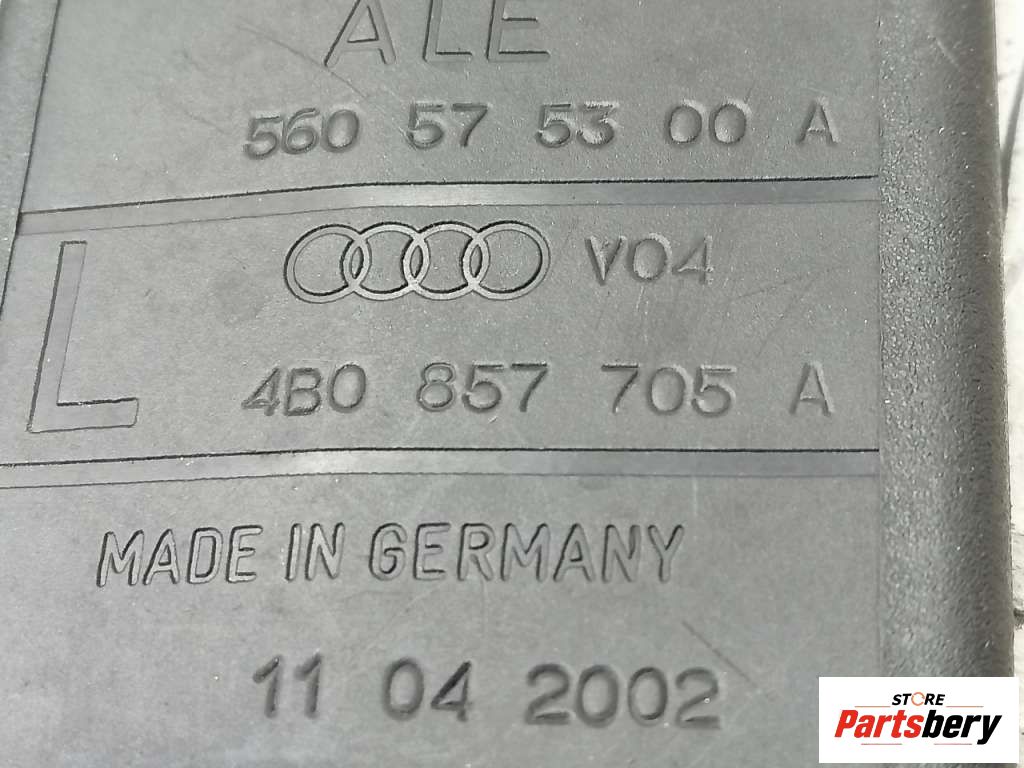 ALE
560 57 53 00 A
V04
L
4B0 857 705 A
MADE IN GERMANY
11 04 2002
STORE
Partsbery